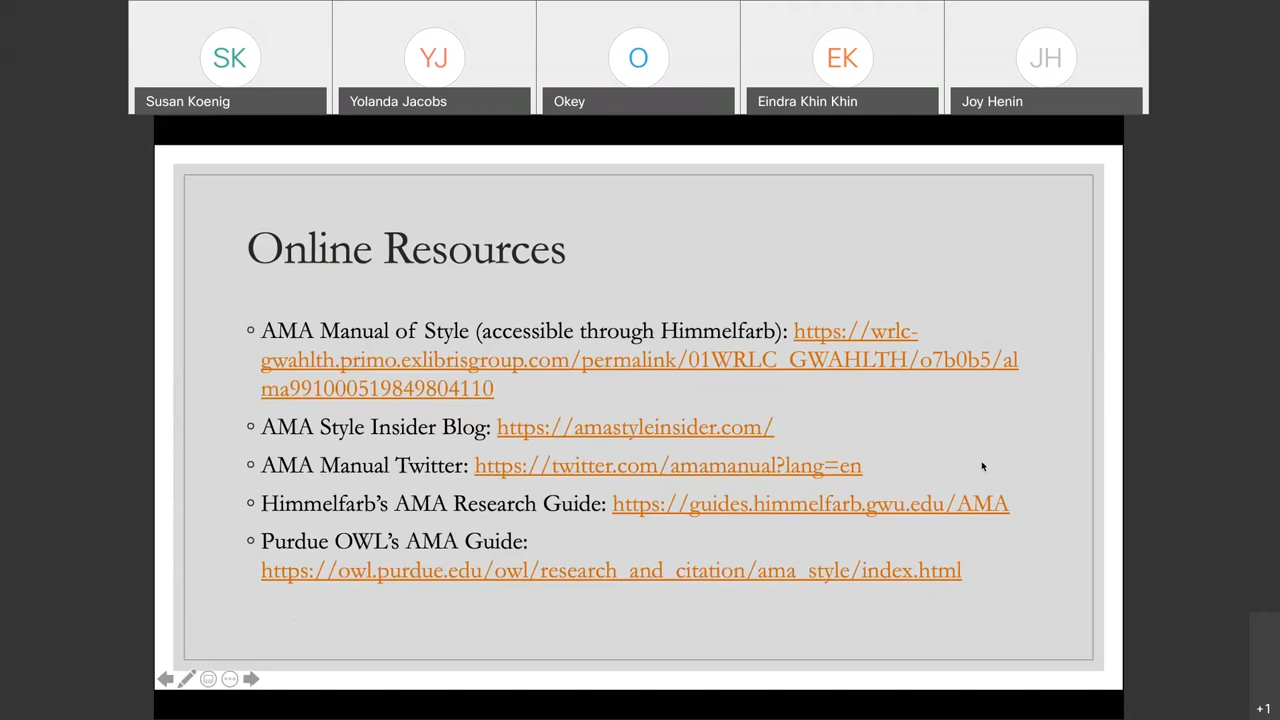 SK
YJ
O
EK
JH
Susan Koenig
Yolanda Jacobs
Okey
Eindra Khin Khin
Joy Henin
Online Resources
◦ AMA Manual of Style (accessible through Himmelfarb): https://wrlc-
gwahlth.primo.exlibrisgroup.com/permalink/01WRLC_GWAHLTH/o7b0b5/al
ma991000519849804110
◦ AMA Style Insider Blog: https://amastyleinsider.com/
◦ AMA Manual Twitter: https://twitter.com/amamanual?lang=en
◦ Himmelfarb’s AMA Research Guide: https://guides.himmelfarb.gwu.edu/AMA
◦ Purdue OWL’s AMA Guide:
https://owl.purdue.edu/owl/research_and_citation/ama_style/index.html
+1